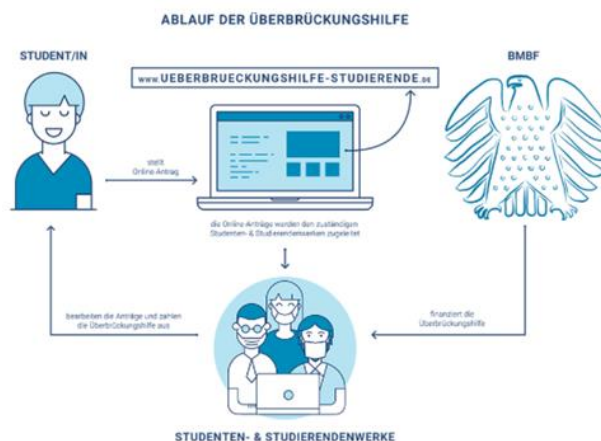 ABLAUF DER ÜBERBRÜCKUNGSHILFE
STUDENT/IN
www.UEBERBRUECKUNGSHILFE-STUDIERENDE.de
BMBF
stellt
Online Antrag
die Online Anträge werden den zuständigen
Studenten- & Studierendenwerken zugeleitet
bearbeiten die Anträge und zahlen
die Überbrückungshilfe aus
finanziert die
Überbrückungshilfe
STUDENTEN- & STUDIERENDENWERKE